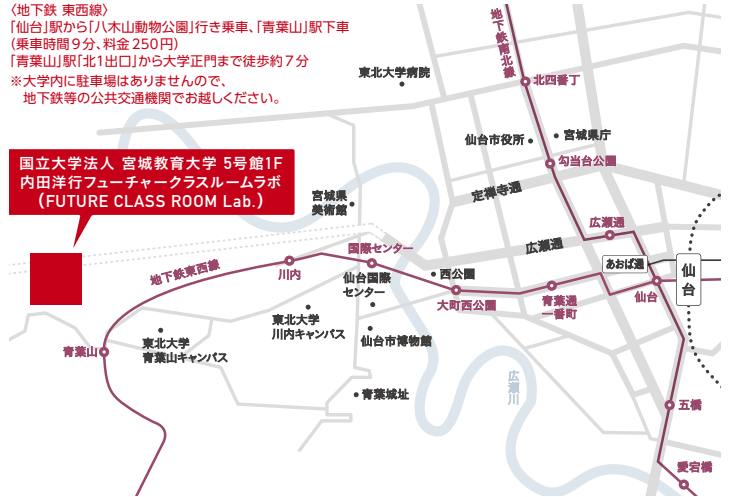 〈地下鉄 東西線〉
「仙台」駅から「八木山動物公園」行き乗車、「青葉山」駅下車
(乗車時間9分、料金250円)
「青葉山」駅「北1出口」から大学正門まで徒歩約7分
※大学内に駐車場はありませんので、
地下鉄等の公共交通機関でお越しください。
地下鉄南北線
東北大学病院
北四番丁
仙台市役所
宮城県庁
勾当台公園
国立大学法人 宮城教育大学 5号館1F
内田洋行フューチャークラスルームラボ
(FUTURE CLASS ROOM Lab.)
宮城県
美術館
定禅寺通
広瀬通
広瀬通
国際センター
あおば通
仙台
地下鉄東西線
川内
仙台国際
センター
西公園
大町西公園
青葉通
一番町
仙台
東北大学
川内キャンパス
仙台市博物館
青葉山
東北大学
青葉山キャンパス
青葉城址
広瀬川
五橋
愛宕橋